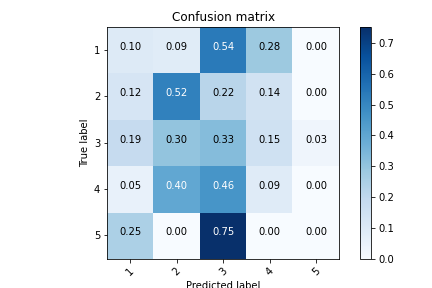 Confusion matrix
1 0.10 0.09 0.54 0.28 0.00
2 0.12 0.52 0.22 0.14 0.00
3 0.19 0.30 0.33 0.15 0.03
4 0.05 0.40 0.46 0.09 0.00
5 0.25 0.00 0.75 0.00 0.00
1 2 3 4 5
True label
Predicted label
0.7
0.6
0.5
0.4
0.3
0.2
0.1
0.0